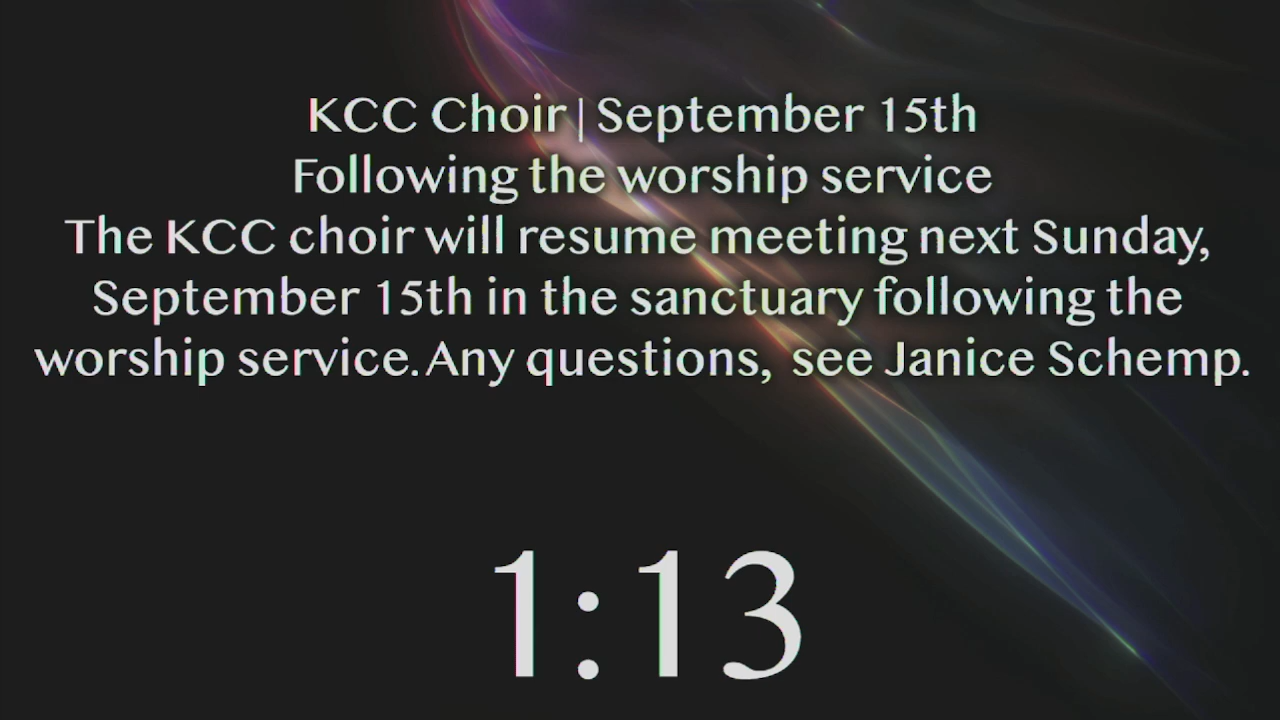 KCC Choir | September 15th
Following the worship service
The KCC choir will resume meeting next Sunday,
September 15th in the sanctuary following the
worship service. Any questions,  see Janice Schemp.
1:13